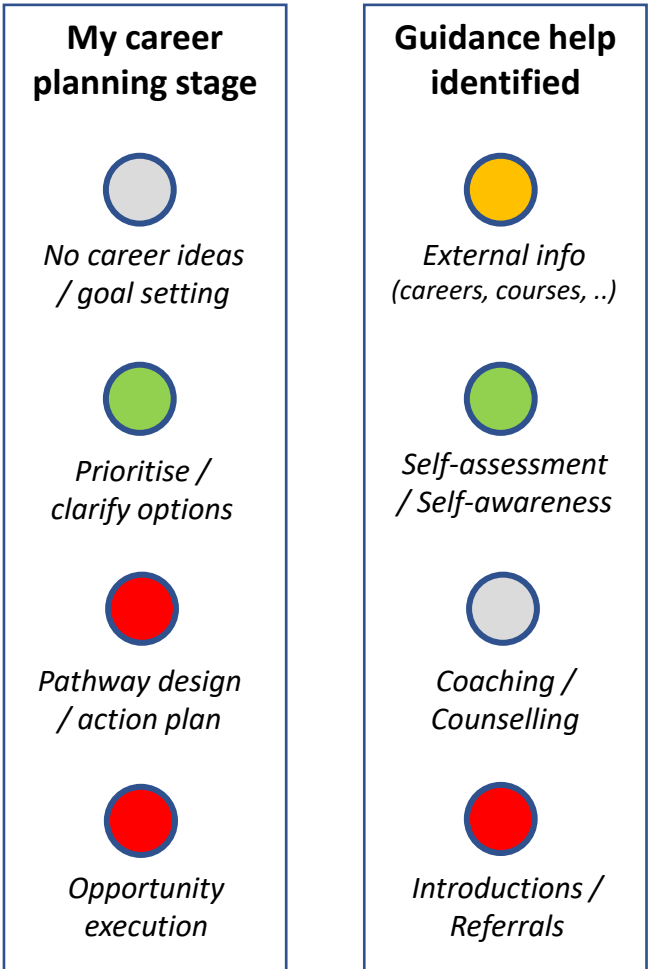 My career
planning stage
No career ideas
/ goal setting
Prioritise /
clarify options
Pathway design
/ action plan
Opportunity
execution
Guidance help
identified
External info
(careers, courses, ..)
Self-assessment
/ Self-awareness
Coaching /
Counselling
Introductions /
Referrals